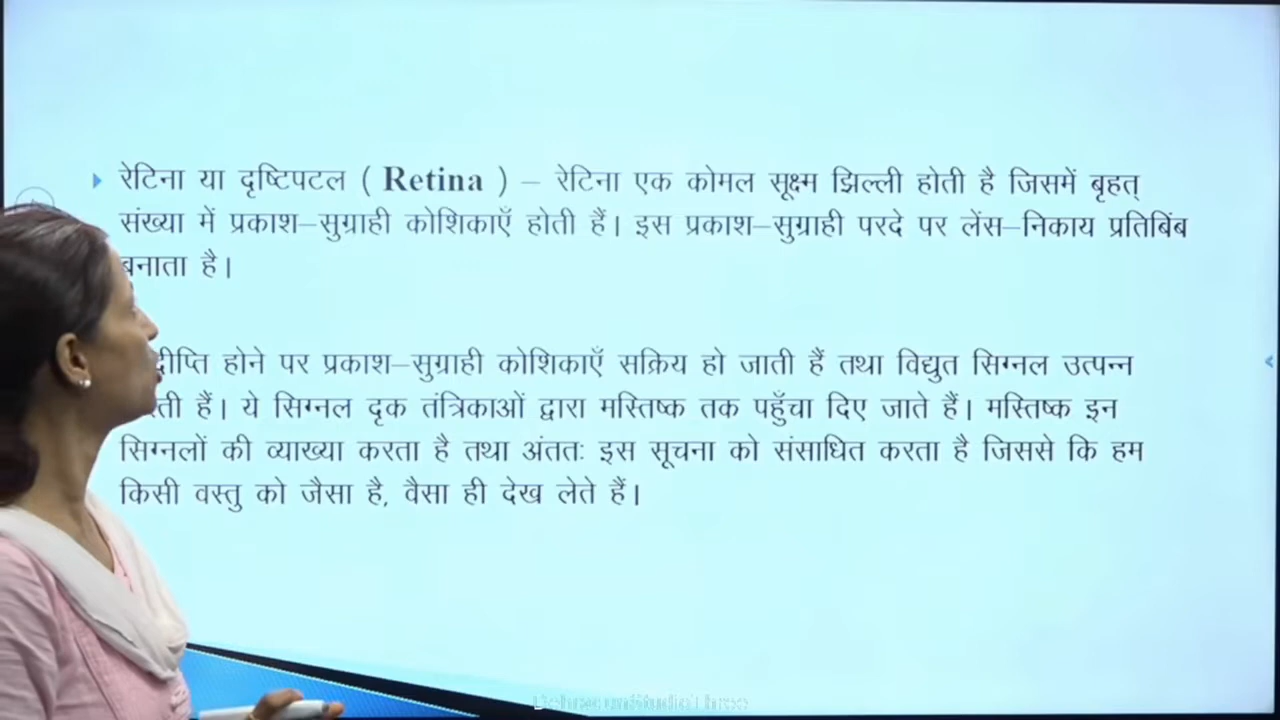 रेटिना या दृष्टिपटल ( Retina ) – रेटिना एक कोमल सूक्ष्म झिल्ली होती है जिसमें बृहत्
संख्या में प्रकाश–सुग्राही कोशिकाएँ होती हैं। इस प्रकाश–सुग्राही परदे पर लेंस–निकाय प्रतिबिंब
बनाता है।
होने पर प्रकाश–सुग्राही कोशिकाएँ सक्रिय हो जाती हैं तथा विद्युत सिग्नल उत्पन्न
हैं। ये सिग्नल दृक तंत्रिकाओं द्वारा मस्तिष्क तक पहुँचा दिए जाते हैं। मस्तिष्क इन
सिग्नलों की व्याख्या करता है तथा अंततः इस सूचना को संसाधित करता है जिससे कि हम
किसी वस्तु को जैसा है, वैसा ही देख लेते हैं।